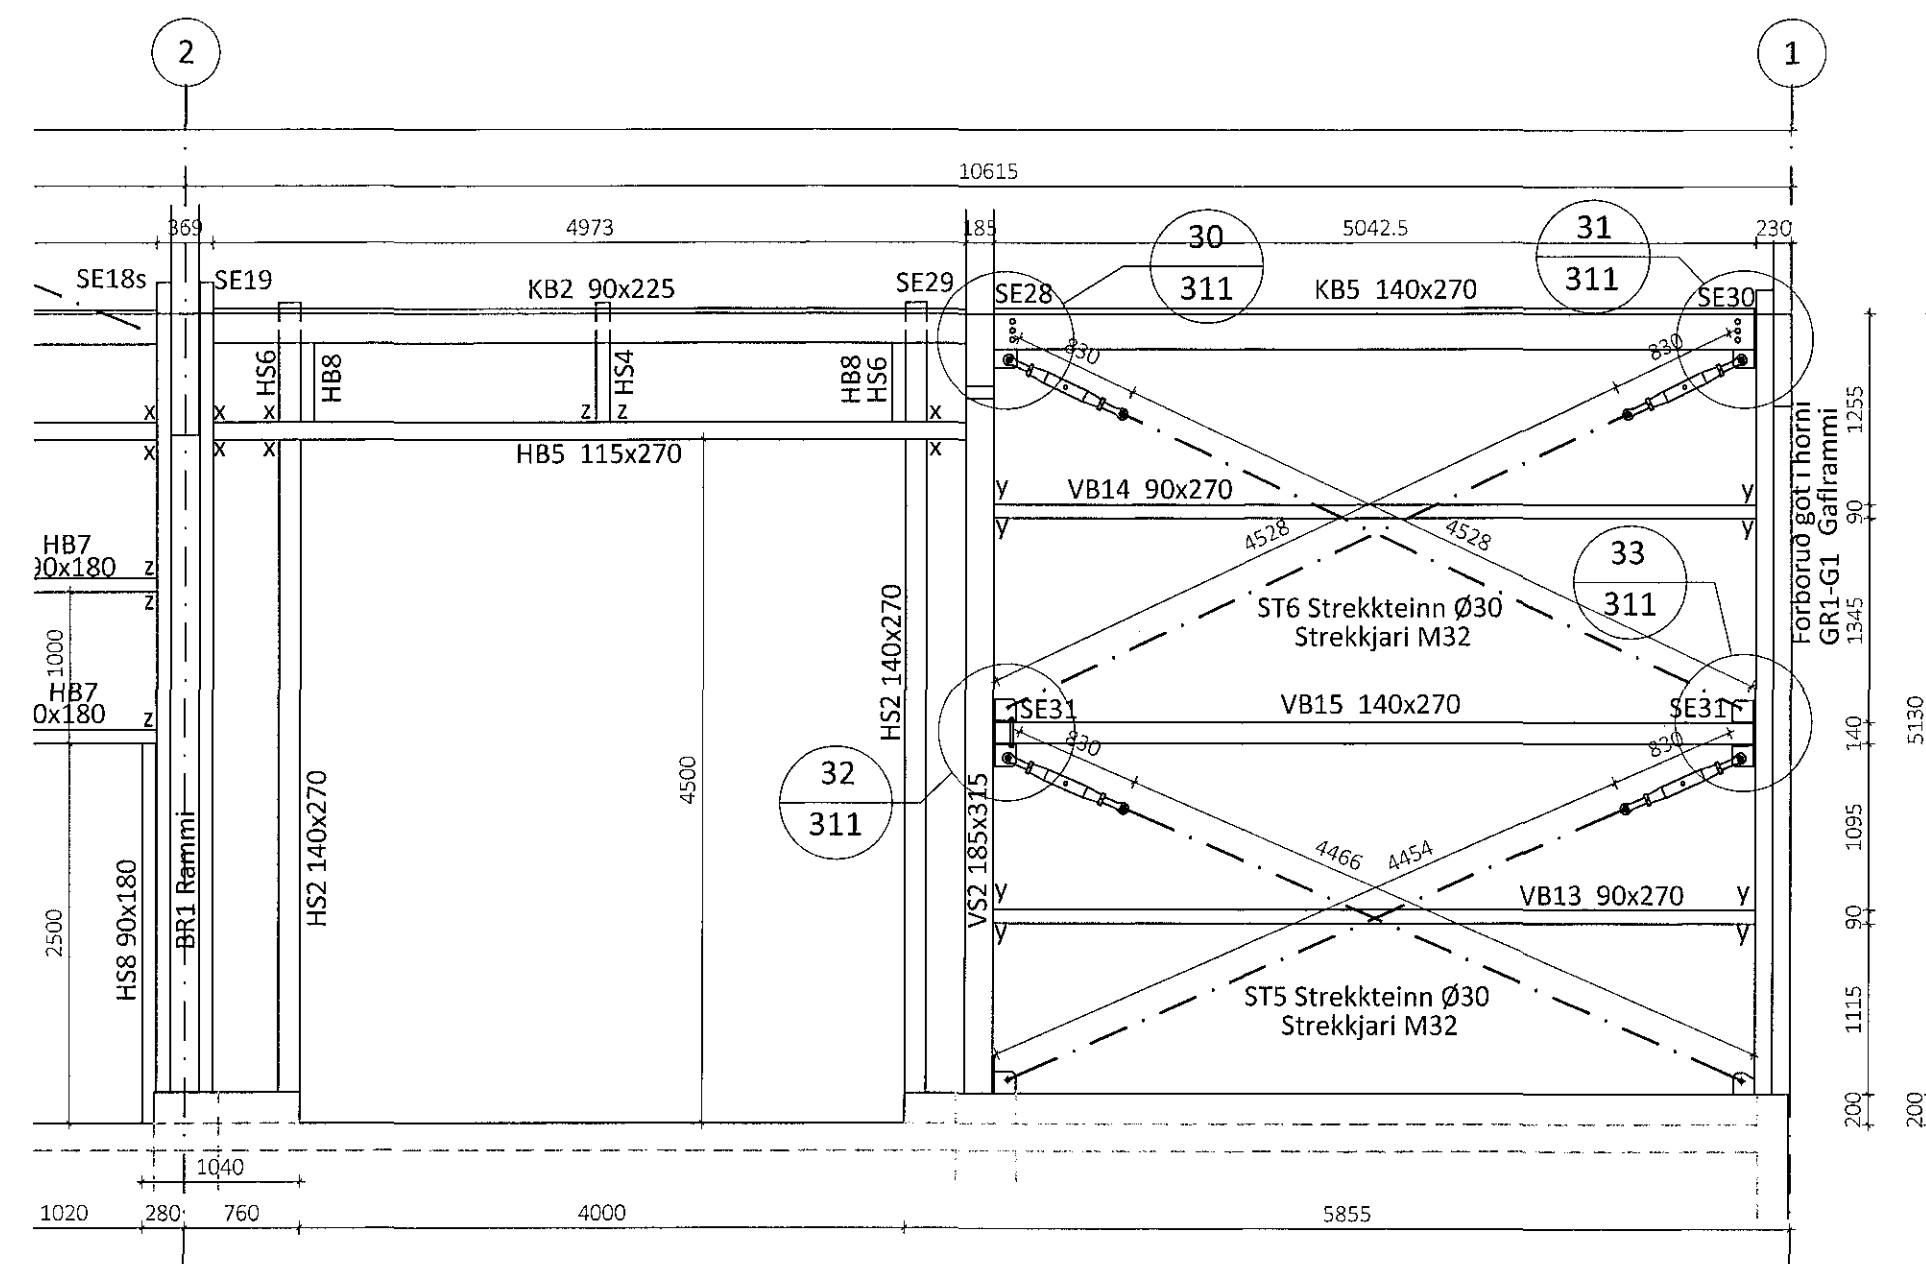 2
1
10615
369
4973
185
5042.5
230
30
311
31
311
SE18s
SE19
KB2 90x225
SE29
SE28
KB5 140x270
SE30
830
830
HS6
HB8
HS4
HB8
HS6
x
x
x
z
z
x
x
x
x
x
HB5 115x270
1255
y
VB14 90x270
y
y
y
90
4528
4528
HB7
90x180
z
z
33
311
Forboruð göt í horni
GR1-G1 Gaflrammi
ST6 Strekkteinn Ø30
Strekkjari M32
1345
1000
HB7
0x180
z
HS2 140x270
SE31
VB15 140x270
SE31
140
5130
830
830
32
311
4500
HS2 140x270
VS2 185x315
BR1 Rammi
HS8 90x180
2500
1095
4466
4454
y
VB13 90x270
y
y
y
90
ST5 Strekkteinn Ø30
Strekkjari M32
1115
200
200
1040
1020
280
760
4000
5855